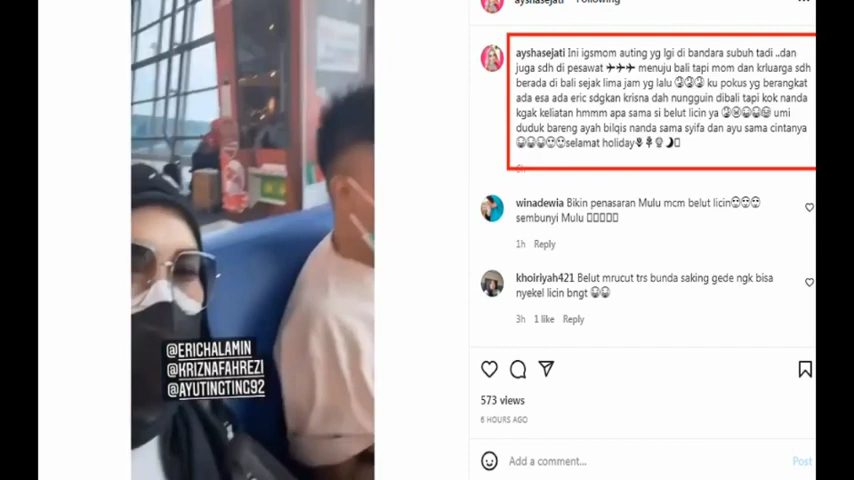 ayshasejati Following
ayshasejati Ini igsmom auting yg lgi di bandara subuh tadi ..dan
juga sdh di pesawat ✈✈✈ menuju bali tapi mom dan krluarga sdh
berada di bali sejak lima jam yg lalu ku pokus yg berangkat
ada esa ada eric sdgkan krisna dah nungguin dibali tapi kok nanda
kgak keliatan hmmm apa sama si belut licin ya umi
duduk bareng ayah bilqis nanda sama syifa dan ayu sama cintanya
selamat holiday
winadewia Bikin penasaran Mulu mcm belut licin
sembunyi Mulu
1h Reply
khoiriyah421 Belut mrucut trs bunda saking gede ngk bisa
nyekel licin bngt
3h 1 like Reply
@ERICHALAMIN
@KRIZNAFAHREZI
@AYUTINGTING92
573 views
6 HOURS AGO
Add a comment... Post